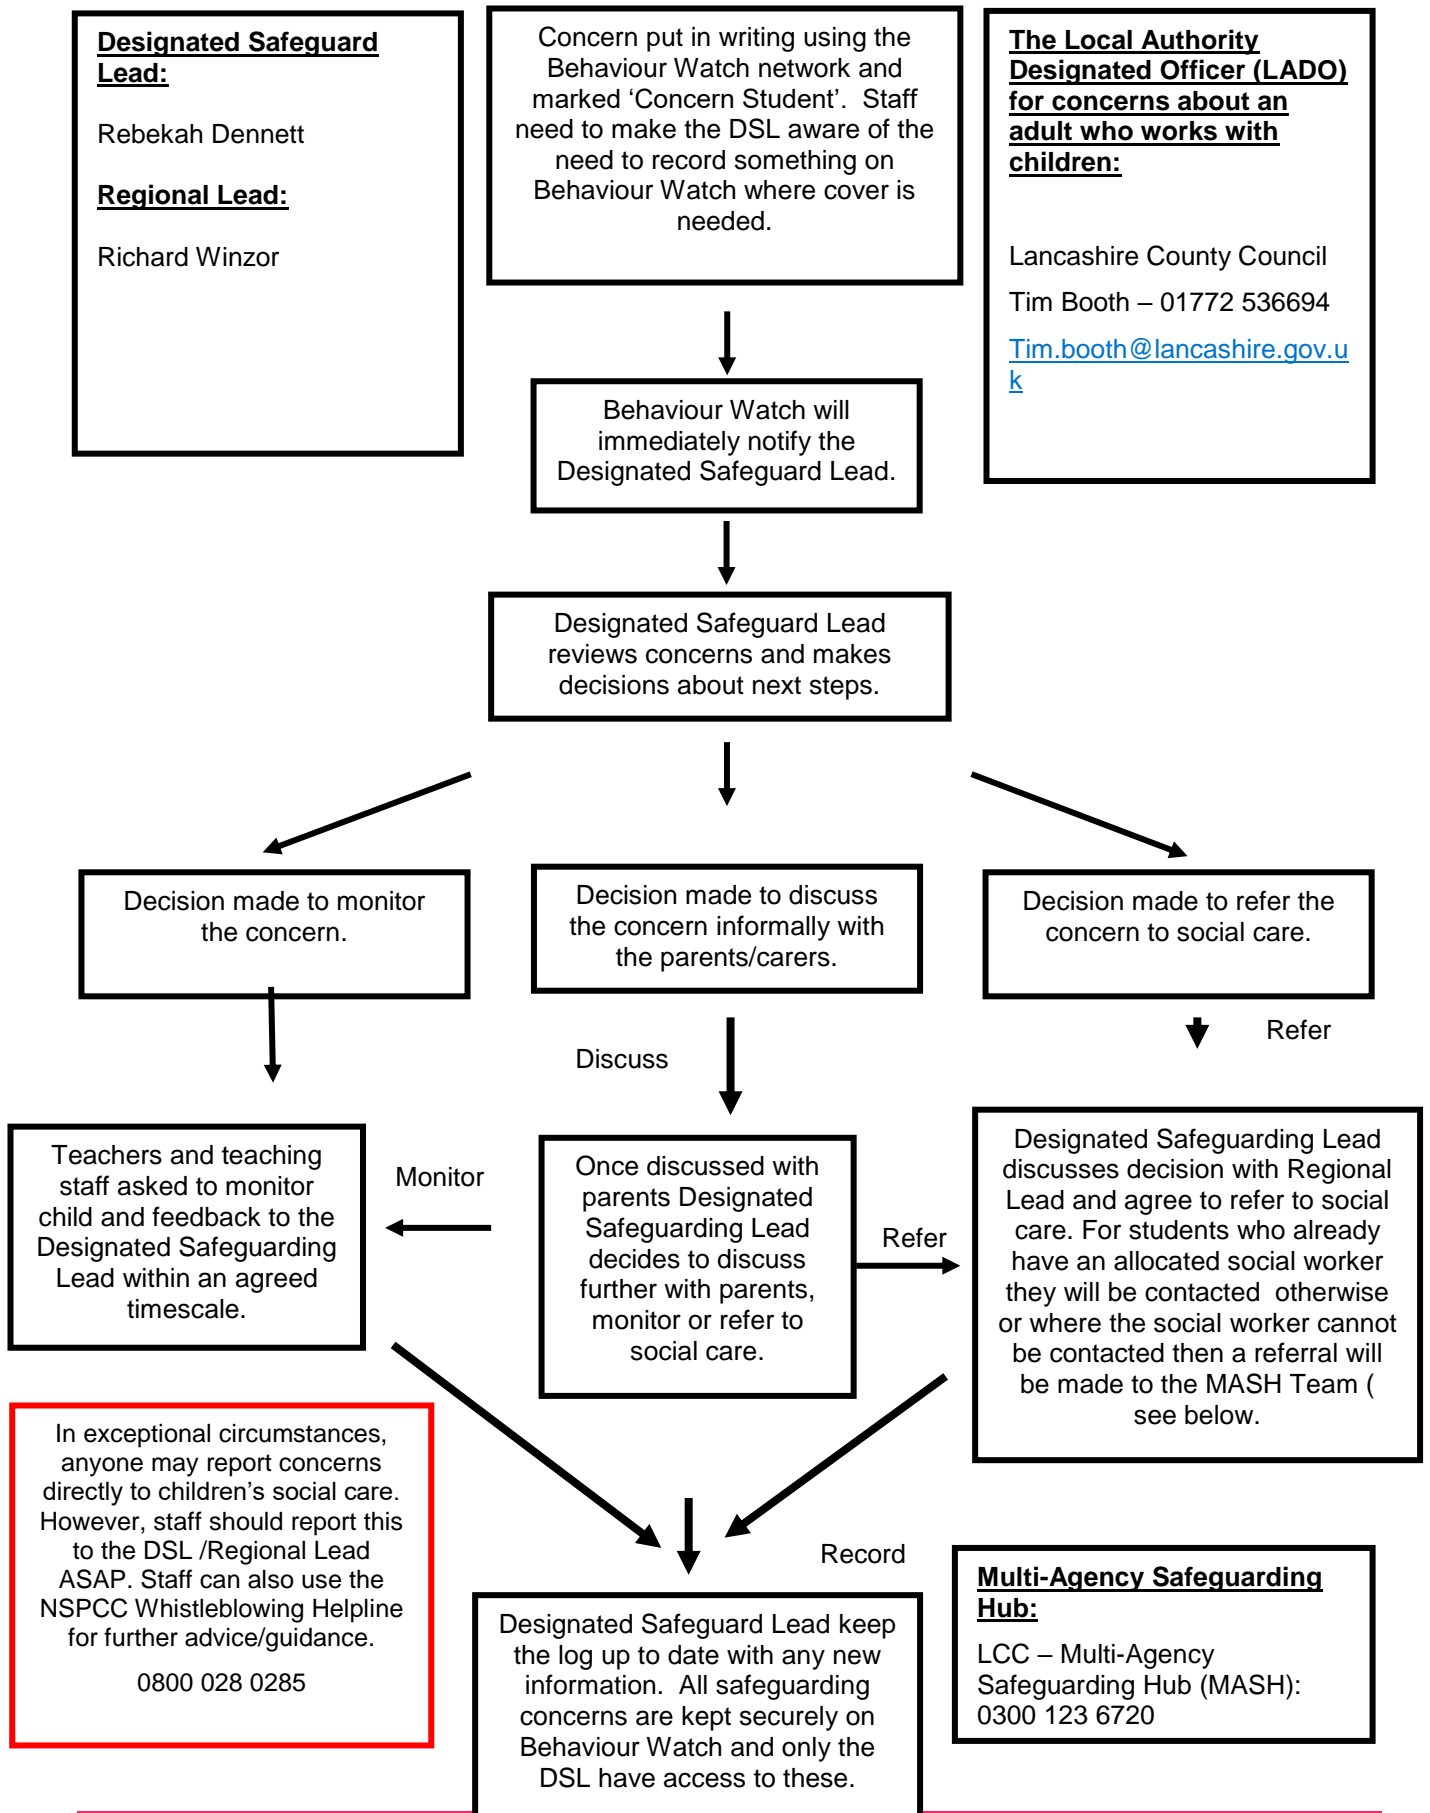 Designated Safeguard
Lead:
Rebekah Dennett
Regional Lead:
Richard Winzor
Concern put in writing using the
Behaviour Watch network and
marked ‘Concern Student’.  Staff
need to make the DSL aware of the
need to record something on
Behaviour Watch where cover is
needed.
The Local Authority
Designated Officer (LADO)
for concerns about an
adult who works with
children:
Lancashire County Council
Tim Booth – 01772 536694
Tim.booth@lancashire.gov.u
k
Behaviour Watch will
immediately notify the
Designated Safeguard Lead.
Designated Safeguard Lead
reviews concerns and makes
decisions about next steps.
Decision made to monitor
the concern.
Decision made to discuss
the concern informally with
the parents/carers.
Decision made to refer the
concern to social care.
Discuss
Refer
Teachers and teaching
staff asked to monitor
child and feedback to the
Designated Safeguarding
Lead within an agreed
timescale.
Monitor
Once discussed with
parents Designated
Safeguarding Lead
decides to discuss
further with parents,
monitor or refer to
social care.
Refer
Designated Safeguarding Lead
discusses decision with Regional
Lead and agree to refer to social
care. For students who already
have an allocated social worker
they will be contacted  otherwise
or where the social worker cannot
be contacted then a referral will
be made to the MASH Team (
see below.
In exceptional circumstances,
anyone may report concerns
directly to children’s social care.
However, staff should report this
to the DSL /Regional Lead
ASAP. Staff can also use the
NSPCC Whistleblowing Helpline
for further advice/guidance.
0800 028 0285
Record
Designated Safeguard Lead keep
the log up to date with any new
information.  All safeguarding
concerns are kept securely on
Behaviour Watch and only the
DSL have access to these.
Multi-Agency Safeguarding
Hub:
LCC – Multi-Agency
Safeguarding Hub (MASH):
0300 123 6720